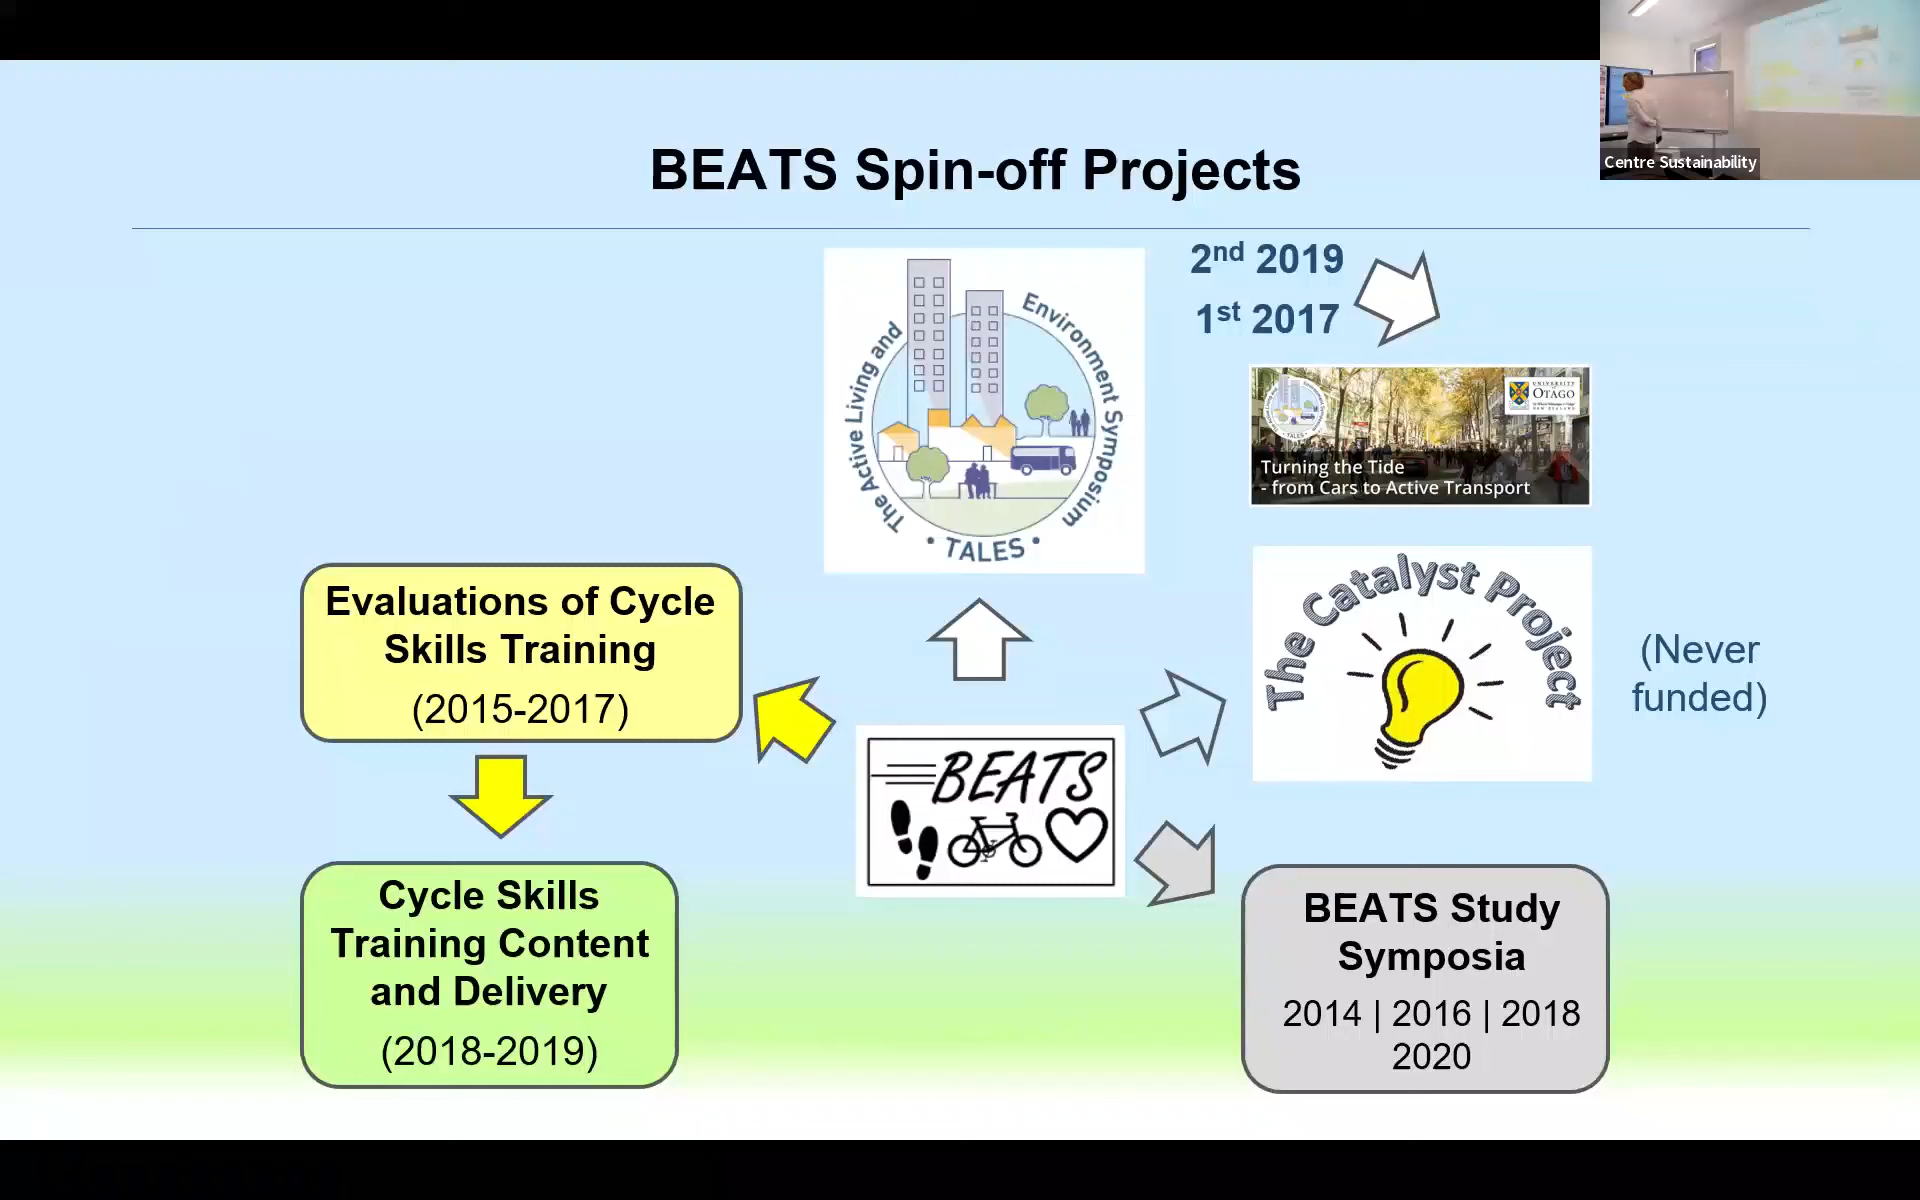 BEATS Spin-off Projects
Centre Sustainability
The Active Living and Environment Symposium
• TALES •
2nd 2019
1st 2017
UNIVERSITY
OTAGO
NEW ZEALAND
TALES
Turning the Tide
- from Cars to Active Transport
Evaluations of Cycle
Skills Training
(2015-2017)
The Catalyst Project
(Never
funded)
BEATS
Cycle Skills
Training Content
and Delivery
(2018-2019)
BEATS Study
Symposia
2014 | 2016 | 2018
2020